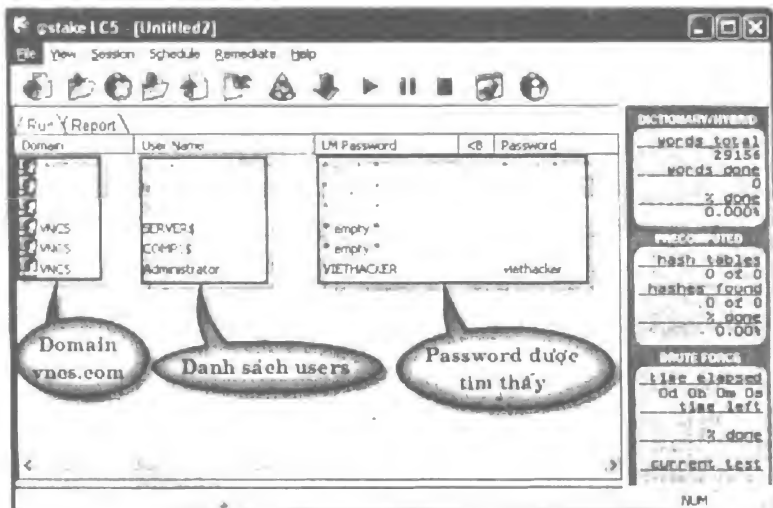 @stake LC5 - [Untitled2]
File View Session Schedule Remediate Help
Run Report
Domain User Name LM Password <8 Password
VNCS SERVER$ * empty *
VNCS COMP1$ * empty *
VNCS Administrator VIETHACKER viethacker
Domain
vncs.com
Danh sách users
Password được
tìm thấy
DICTIONARY/HYBRID
words total
29156
words done
0
% done
0.000%
PRECOMPUTED
hash tables
0 of 0
hashes found
0 of 0
% done
0.00%
BRUTE FORCE
time elapsed
0d 0h 0m 0s
time left
% done
current test
NUM